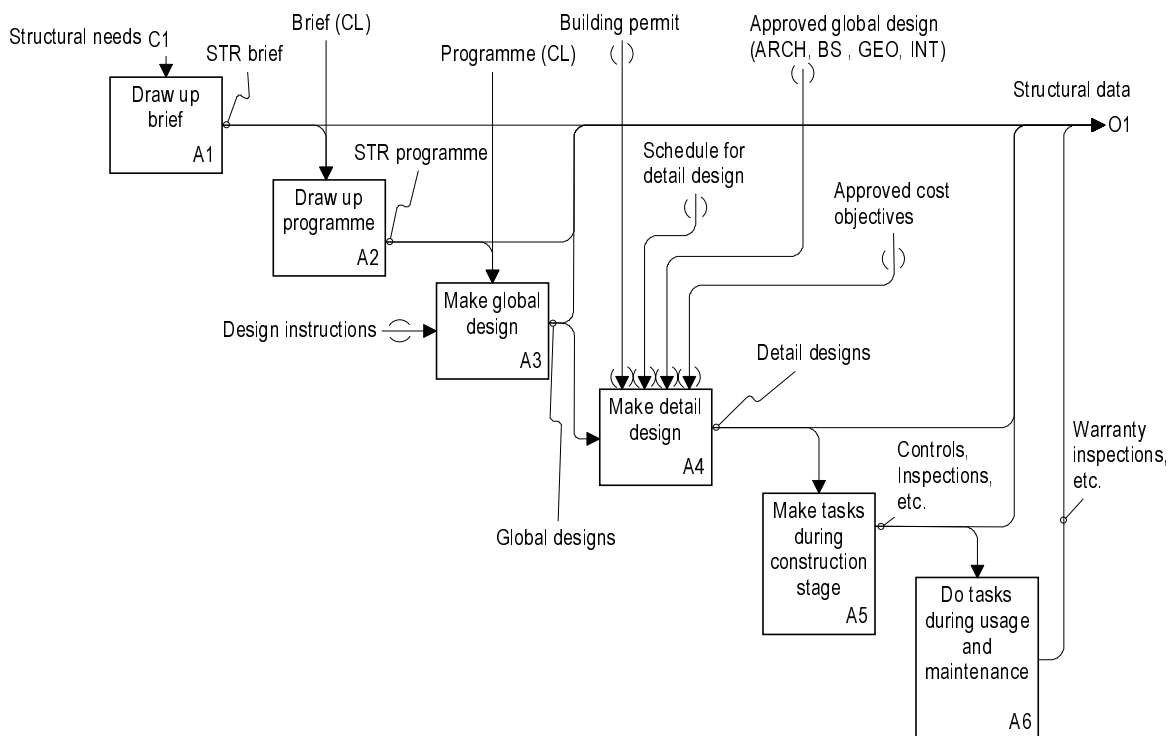 Structural needs C1
STR brief
Brief (CL)
Programme (CL)
Building permit
Approved global design
(ARCH, BS , GEO, INT)
Structural data
O1
Draw up
brief
A1
STR programme
Schedule for
detail design
Approved cost
objectives
Draw up
programme
A2
Design instructions
Make global
design
A3
Detail designs
Make detail
design
A4
Global designs
Controls,
Inspections,
etc.
Warranty
inspections,
etc.
Make tasks
during
construction
stage
A5
Do tasks
during usage
and
maintenance
A6